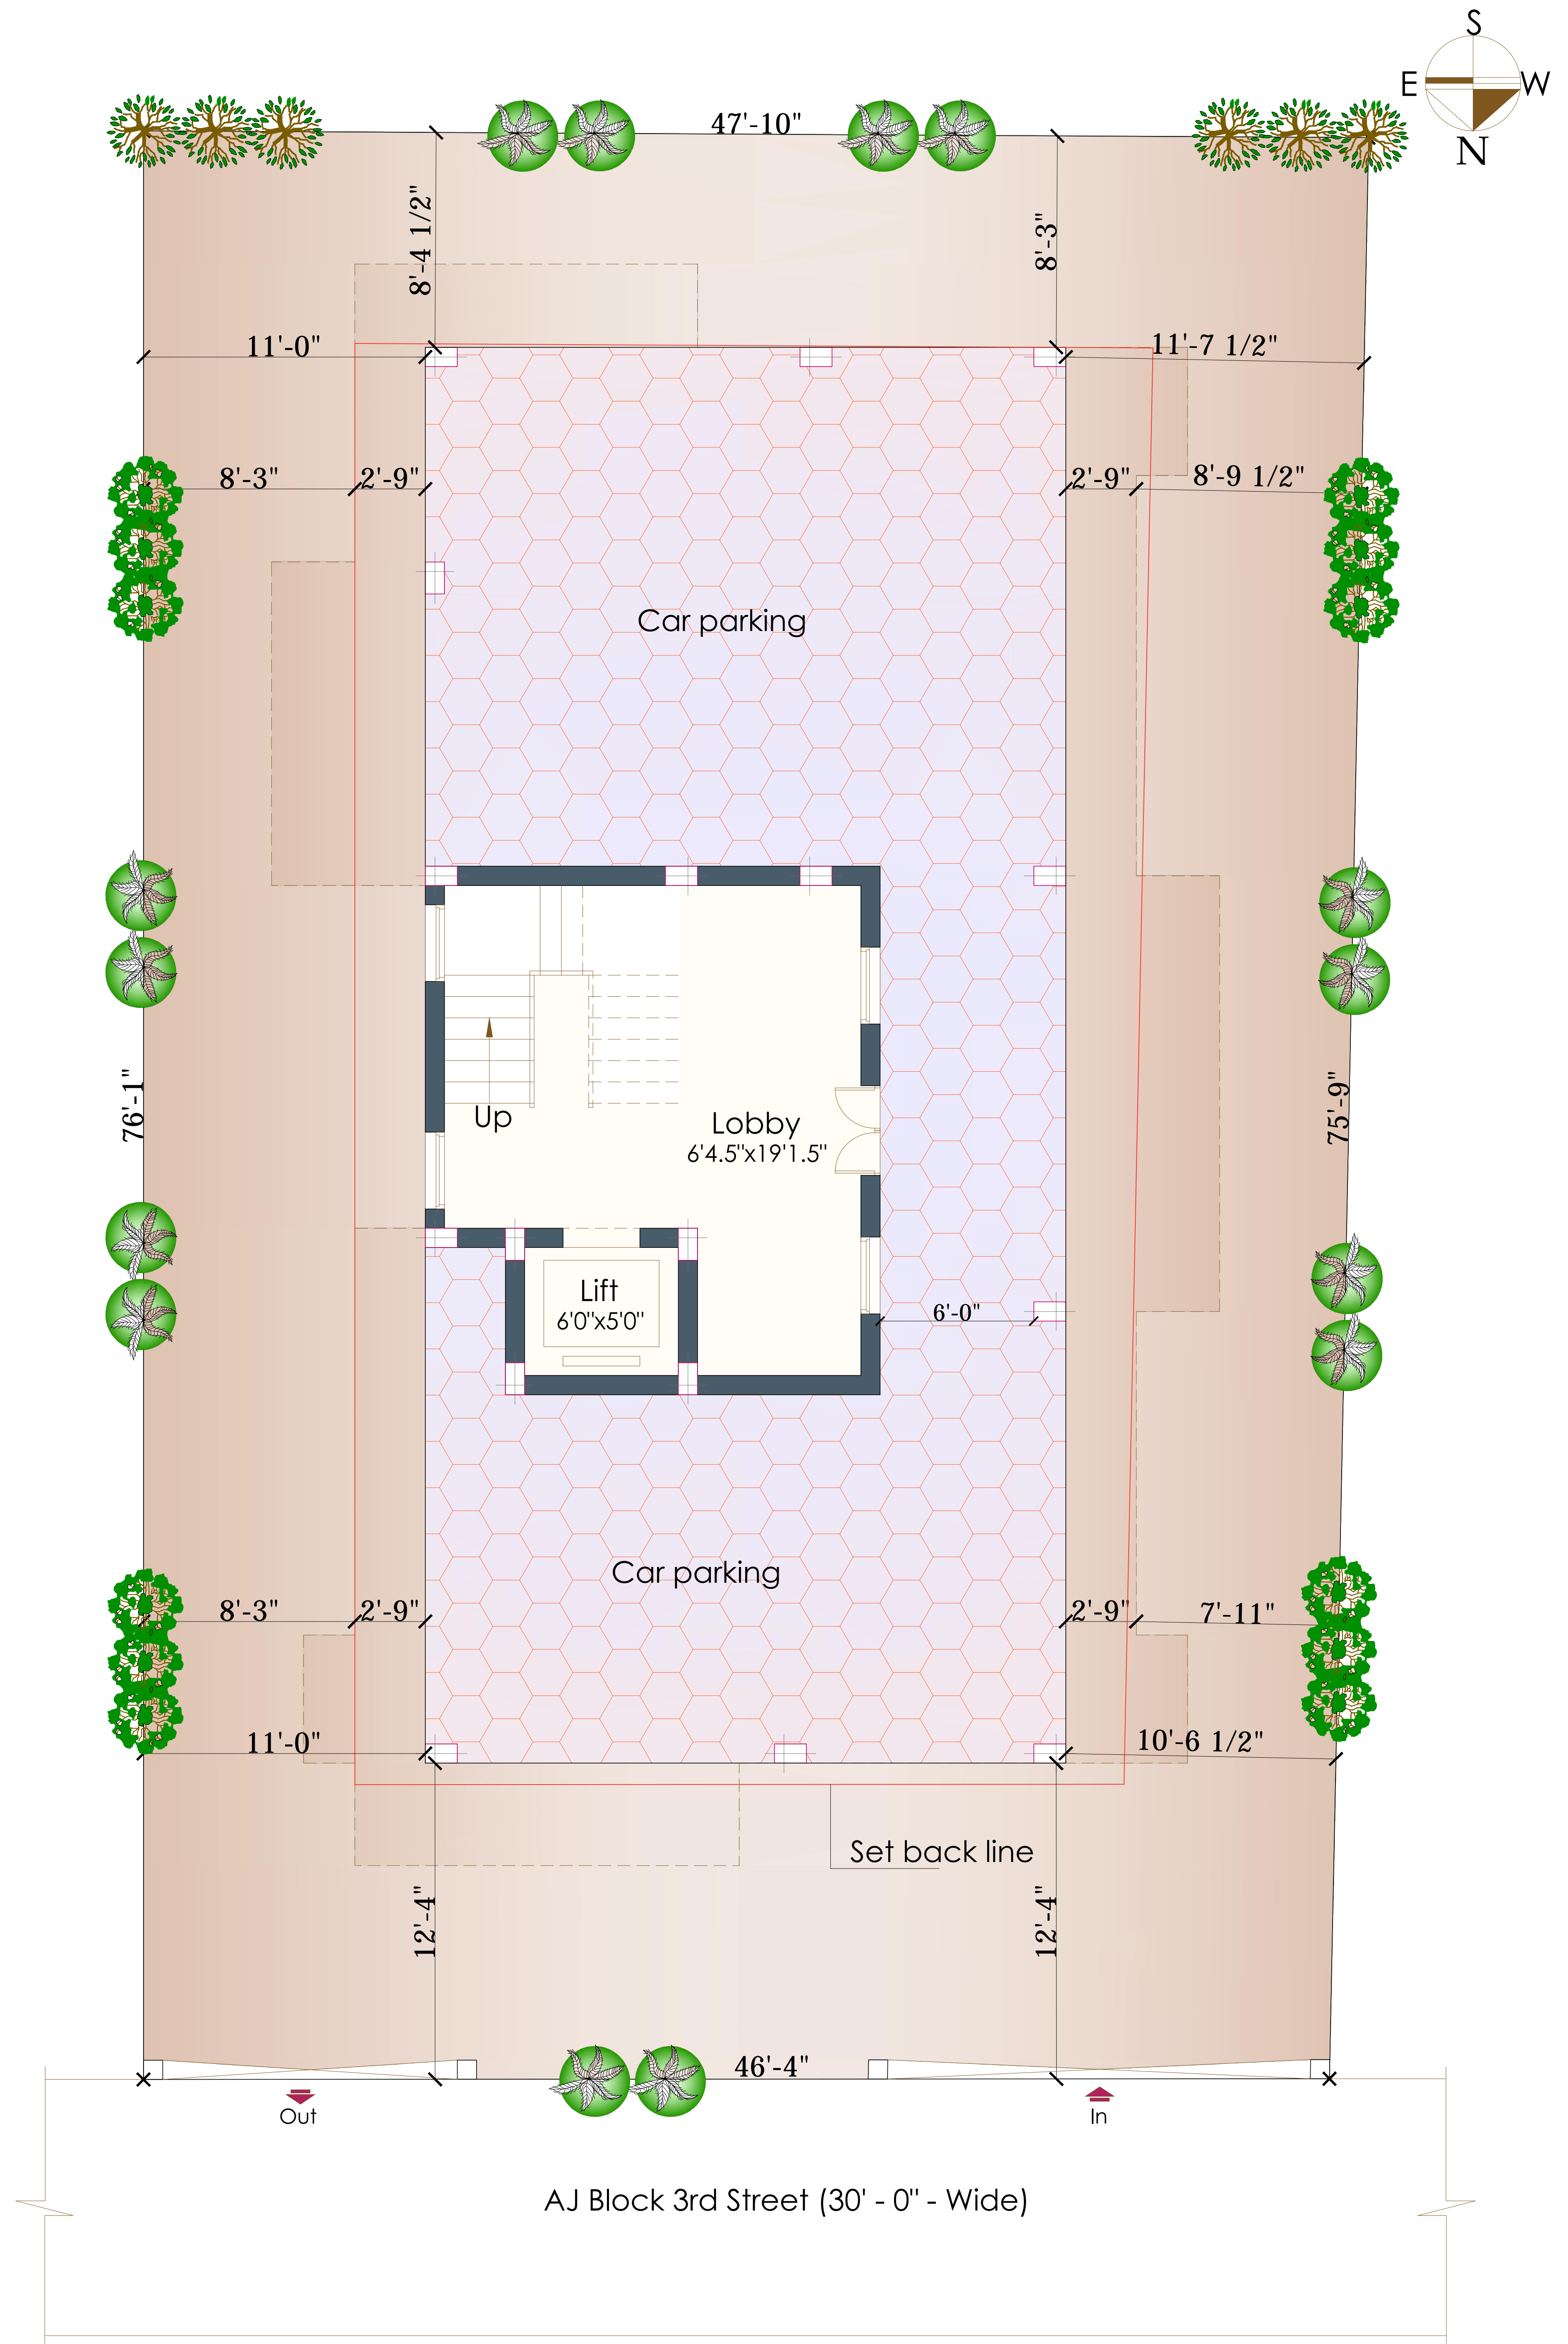 S
E
W
N
47'-10"
8'-4 1/2"
8'-3"
11'-0"
11'-7 1/2"
8'-3"
2'-9"
2'-9"
8'-9 1/2"
Car parking
76'-1"
75'-9"
Up
Lobby
6'4.5"x19'1.5"
Lift
6'0"x5'0"
6'-0"
Car parking
8'-3"
2'-9"
2'-9"
7'-11"
11'-0"
10'-6 1/2"
Set back line
12'-4"
12'-4"
46'-4"
Out
In
AJ Block 3rd Street (30' - 0" - Wide)